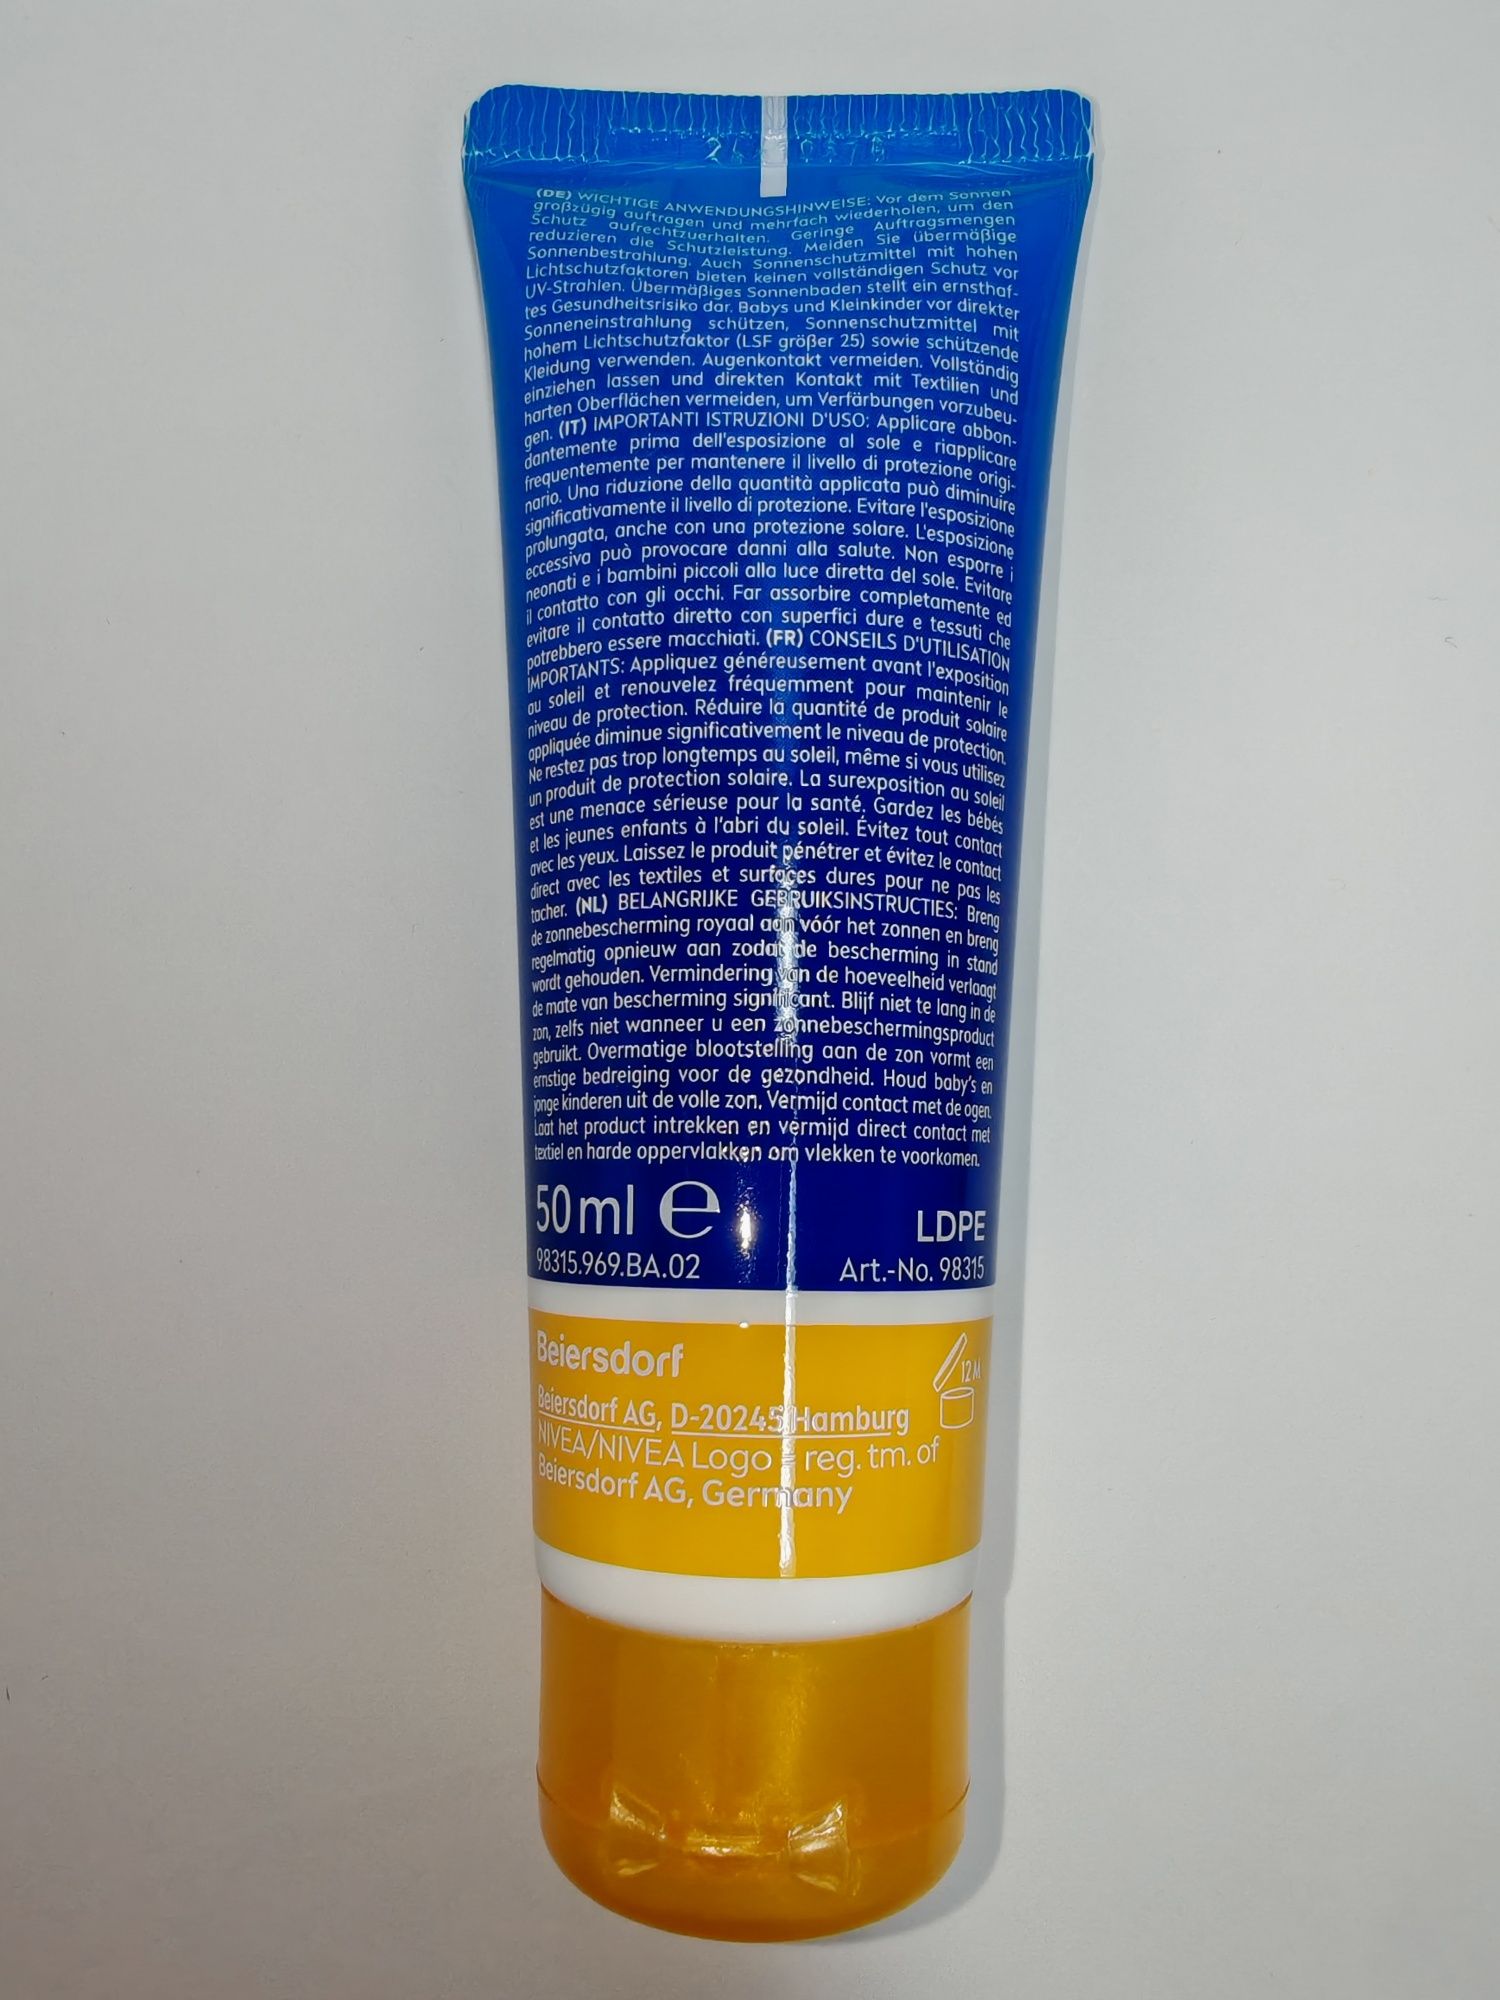 (DE) WICHTIGE ANWENDUNGSHINWEISE: Vor dem Sonnen
großzügig auftragen und mehrfach wiederholen, um den
Schutz aufrechtzuerhalten. Geringe Auftragsmengen
reduzieren die Schutzleistung. Meiden Sie übermäßige
Sonnenbestrahlung. Auch Sonnenschutzmittel mit hohen
Lichtschutzfaktoren bieten keinen vollständigen Schutz vor
UV-Strahlen. Übermäßiges Sonnenbaden stellt ein ernsthaf-
tes Gesundheitsrisiko dar. Babys und Kleinkinder vor direkter
Sonneneinstrahlung schützen, Sonnenschutzmittel mit
hohem Lichtschutzfaktor (LSF größer 25) sowie schützende
Kleidung verwenden. Augenkontakt vermeiden. Vollständig
einziehen lassen und direkten Kontakt mit Textilien und
harten Oberflächen vermeiden, um Verfärbungen vorzubeu-
gen. (IT) IMPORTANTI ISTRUZIONI D'USO: Applicare abbon-
dantemente prima dell'esposizione al sole e riapplicare
frequentemente per mantenere il livello di protezione origi-
nario. Una riduzione della quantità applicata può diminuire
significativamente il livello di protezione. Evitare l'esposizione
prolungata, anche con una protezione solare. L'esposizione
eccessiva può provocare danni alla salute. Non esporre i
neonati e i bambini piccoli alla luce diretta del sole. Evitare
il contatto con gli occhi. Far assorbire completamente ed
evitare il contatto diretto con superfici dure e tessuti che
potrebbero essere macchiati. (FR) CONSEILS D'UTILISATION
IMPORTANTS: Appliquez généreusement avant l'exposition
au soleil et renouvelez fréquemment pour maintenir le
niveau de protection. Réduire la quantité de produit solaire
appliquée diminue significativement le niveau de protection.
Ne restez pas trop longtemps au soleil, même si vous utilisez
un produit de protection solaire. La surexposition au soleil
est une menace sérieuse pour la santé. Gardez les bébés
et les jeunes enfants à l'abri du soleil. Évitez tout contact
avec les yeux. Laissez le produit pénétrer et évitez le contact
direct avec les textiles et surfaces dures pour ne pas les
tacher. (NL) BELANGRIJKE GEBRUIKSINSTRUCTIES: Breng
de zonnebescherming royaal aan vóór het zonnen en breng
regelmatig opnieuw aan zodat de bescherming in stand
wordt gehouden. Vermindering van de hoeveelheid verlaagt
de mate van bescherming significant. Blijf niet te lang in de
zon, zelfs niet wanneer u een zonnebeschermingsproduct
gebruikt. Overmatige blootstelling aan de zon vormt een
ernstige bedreiging voor de gezondheid. Houd baby's en
jonge kinderen uit de volle zon. Vermijd contact met de ogen.
Laat het product intrekken en vermijd direct contact met
textiel en harde oppervlakken om vlekken te voorkomen.
50 ml e LDPE
98315.969.BA.02 Art.-No. 98315
Beiersdorf
12 M
Beiersdorf AG, D-20245 Hamburg
NIVEA/NIVEA Logo = reg. tm. of
Beiersdorf AG, Germany